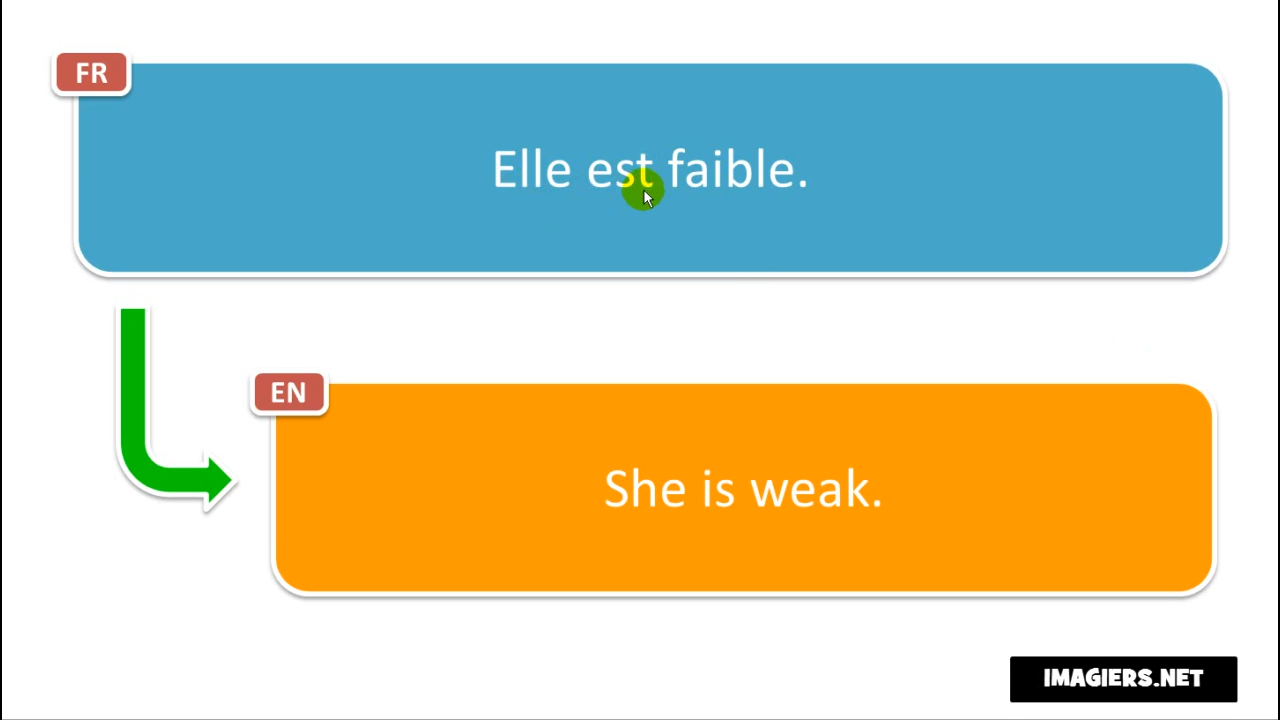 FR
Elle est faible.
EN
She is weak.
IMAGIERS.NET